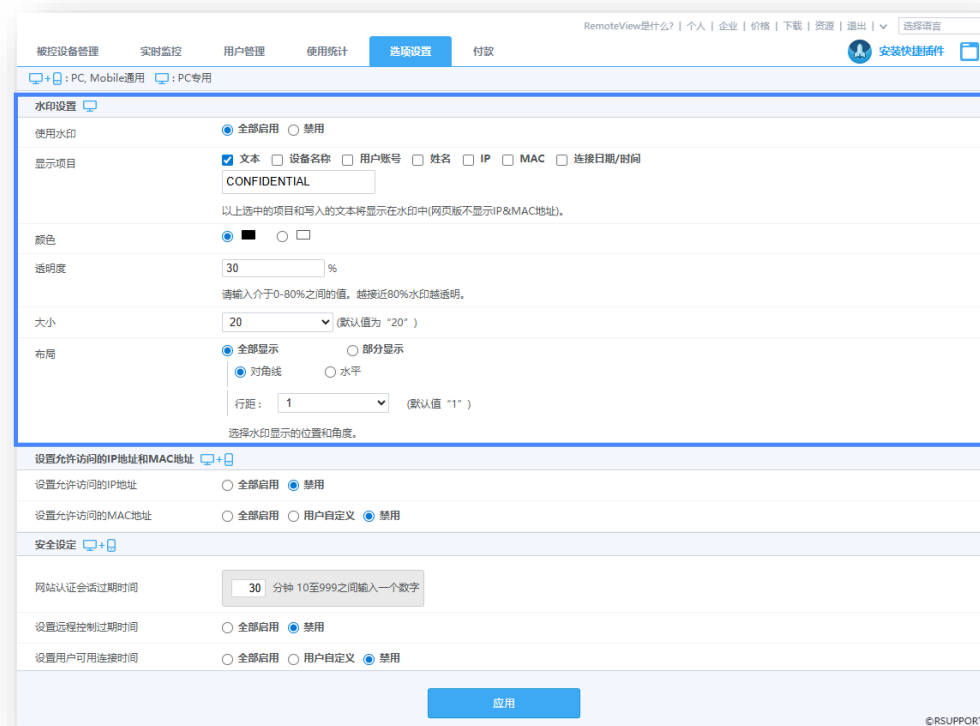 RemoteView是什么? | 个人 | 企业 | 价格 | 下载 | 资源 | 退出 | 选择语言
被控设备管理 实时监控 用户管理 使用统计 选项设置 付款 安装快捷插件
+ : PC, Mobile通用 : PC专用
水印设置
使用水印 全部启用 禁用
显示项目 文本 设备名称 用户账号 姓名 IP MAC 连接日期/时间
CONFIDENTIAL
以上选中的项目和写入的文本将显示在水印中(网页版不显示IP&MAC地址)。
颜色
透明度 30 %
请输入介于0-80%之间的值。越接近80%水印越透明。
大小 20 (默认值为“20” )
布局 全部显示 部分显示
对角线 水平
行距 : 1 (默认值 “1” )
选择水印显示的位置和角度。
设置允许访问的IP地址和MAC地址 +
设置允许访问的IP地址 全部启用 禁用
设置允许访问的MAC地址 全部启用 用户自定义 禁用
安全设定 +
网站认证会话过期时间 30 分钟 10至999之间输入一个数字
设置远程控制过期时间 全部启用 禁用
设置用户可用连接时间 全部启用 用户自定义 禁用
应用
©RSUPPORT